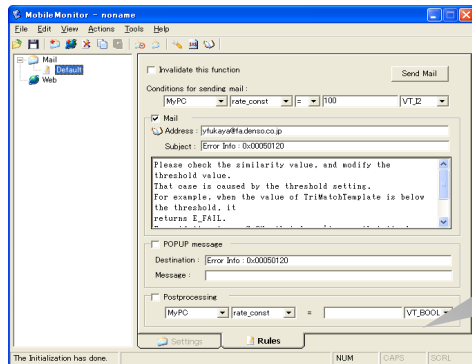 MobileMonitor - noname
File Edit View Actions Tools Help
Mail
Default
Web
Invalidate this function
Send Mail
Conditions for sending mail :
MyPC rate_const = 100 VT_I2
Mail
Address : yfukaya@fa.denso.co.jp
Subject : Error Info : 0x00050120
Please check the similarity value, and modify the
threshold value.
That case is caused by the threshold setting.
For example, when the value of TriMatchTemplate is below
the threshold, it
returns E_FAIL.
POPUP message
Destination : Error Info : 0x00050120
Message :
Postprocessing
MyPC rate_const = VT_BOOL
Settings Rules
The Initialization has done. NUM CAPS SCRL